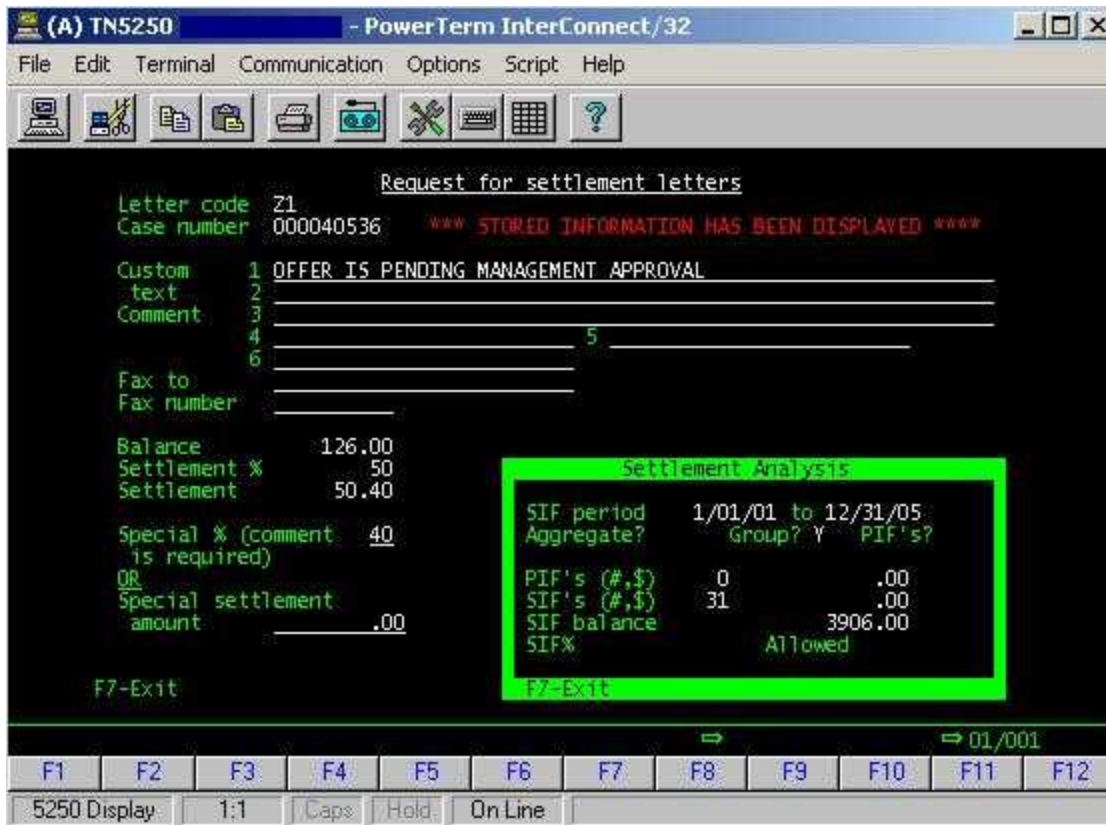 (A) TN5250 - PowerTerm InterConnect/32
File Edit Terminal Communication Options Script Help
Request for settlement letters
Letter code Z1
Case number 000040536 *** STORED INFORMATION HAS BEEN DISPLAYED ****
Custom 1 OFFER IS PENDING MANAGEMENT APPROVAL
text 2
Comment 3
4 5
6
Fax to
Fax number
Balance 126.00
Settlement % 50
Settlement 50.40
Special % (comment 40
is required)
OR
Special settlement
amount .00
F7-Exit
Settlement Analysis
SIF period 1/01/01 to 12/31/05
Aggregate? Group? Y PIF's?
PIF's (#,$) 0 .00
SIF's (#,$) 31 .00
SIF balance 3906.00
SIF% Allowed
F7-Exit
01/001
F1 F2 F3 F4 F5 F6 F7 F8 F9 F10 F11 F12
5250 Display 1:1 Caps Hold On Line